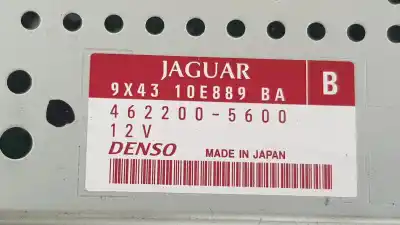 JAGUAR
9X43 10E889 BA
B
462200-5600
12V
DENSO MADE IN JAPAN